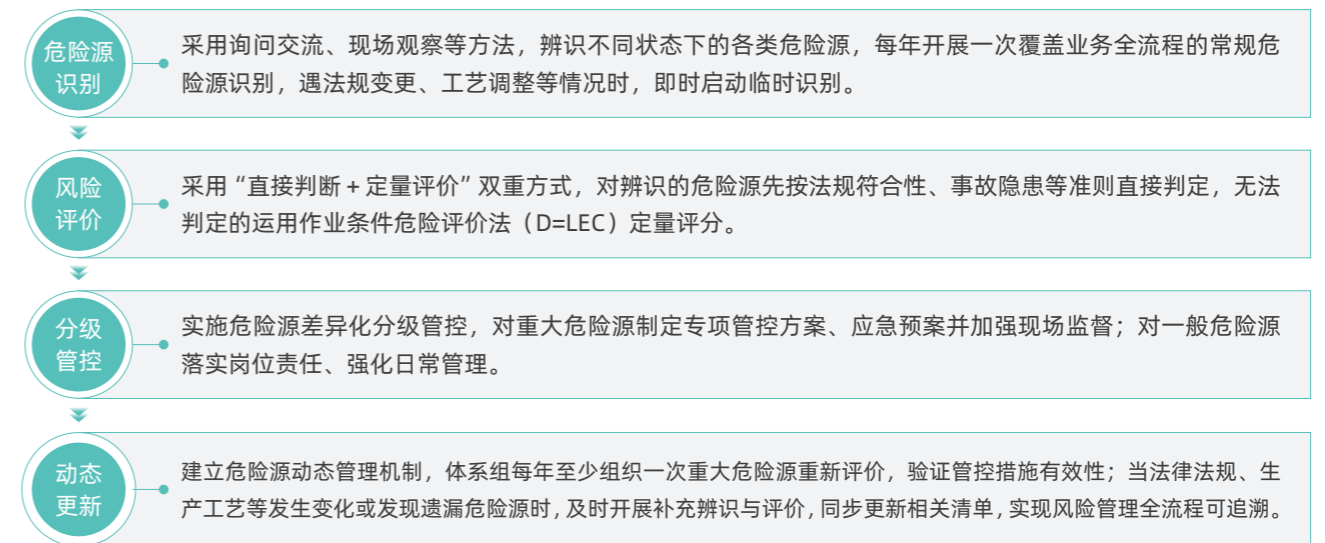 危险源
识别
采用询问交流、现场观察等方法，辨识不同状态下的各类危险源，每年开展一次覆盖业务全流程的常规危
险源识别，遇法规变更、工艺调整等情况时，即时启动临时识别。
风险
评价
采用“直接判断 + 定量评价”双重方式，对辨识的危险源先按法规符合性、事故隐患等准则直接判定，无法
判定的运用作业条件危险评价法（D=LEC）定量评分。
分级
管控
实施危险源差异化分级管控，对重大危险源制定专项管控方案、应急预案并加强现场监督；对一般危险源
落实岗位责任、强化日常管理。
动态
更新
建立危险源动态管理机制，体系组每年至少组织一次重大危险源重新评价，验证管控措施有效性；当法律法规、生
产工艺等发生变化或发现遗漏危险源时，及时开展补充辨识与评价，同步更新相关清单，实现风险管理全流程可追溯。